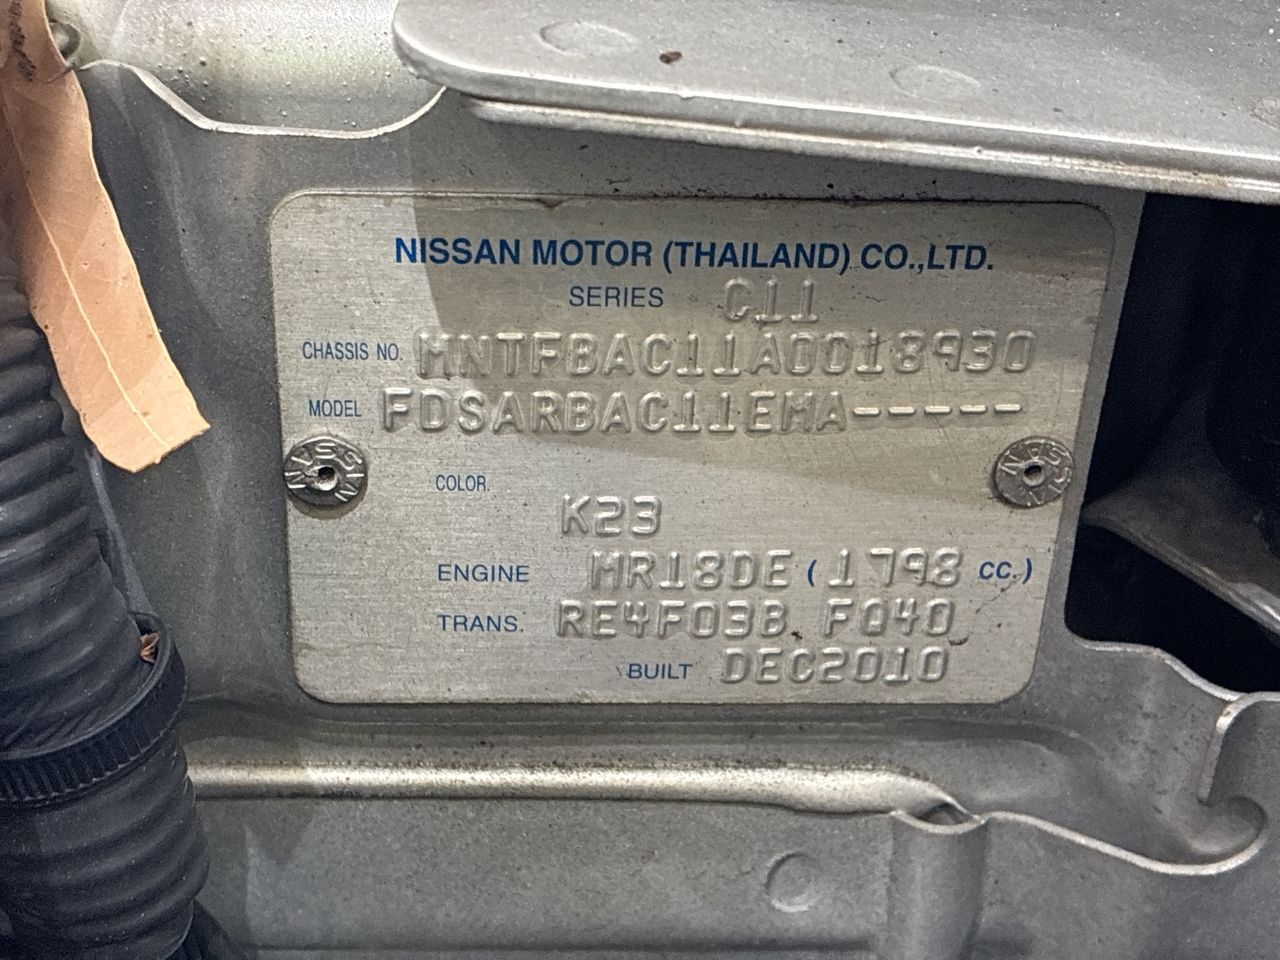 NISSAN MOTOR (THAILAND) CO.,LTD.
SERIES C11
CHASSIS NO. MNTFBAC11A0018930
MODEL FDSARBAC11EMA-----
NISSAN
NISSAN
COLOR.
K23
ENGINE MR18DE (1798 CC.)
TRANS. RE4F03B FQ40
BUILT DEC2010